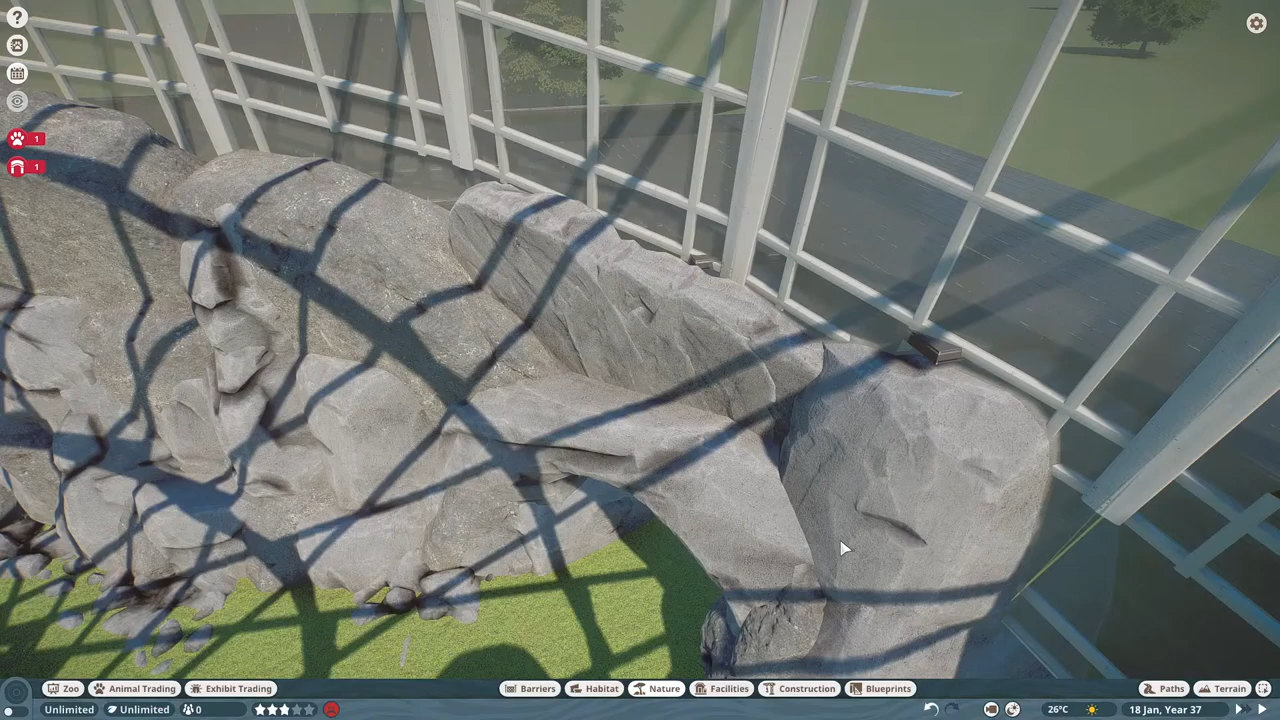 ?
1
1
Zoo
Animal Trading
Exhibit Trading
Barriers
Habitat
Nature
Facilities
Construction
Blueprints
Paths
Terrain
Unlimited
Unlimited
0
26°C
18 Jan, Year 37